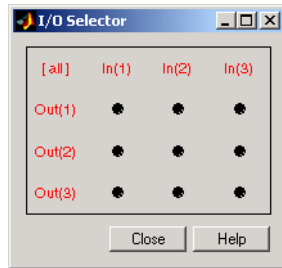 I/O Selector
[all] In(1) In(2) In(3)
Out(1)
Out(2)
Out(3)
Close Help